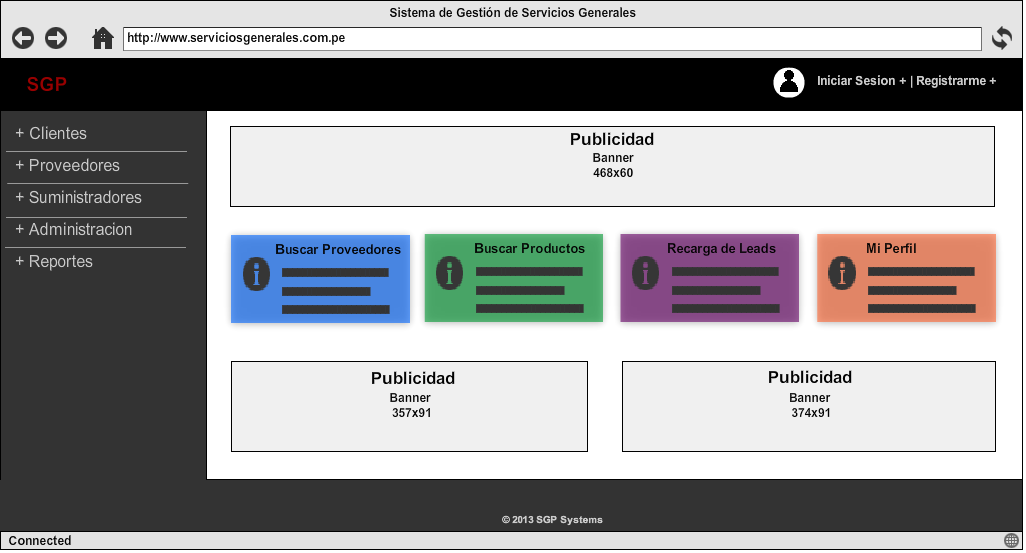 Sistema de Gestión de Servicios Generales
http://www.serviciosgenerales.com.pe
SGP
Iniciar Sesion + | Registrarme +
+ Clientes
+ Proveedores
+ Suministradores
+ Administracion
+ Reportes
Publicidad
Banner
468x60
Buscar Proveedores
Buscar Productos
Recarga de Leads
Mi Perfil
Publicidad
Banner
357x91
Publicidad
Banner
374x91
© 2013 SGP Systems
Connected